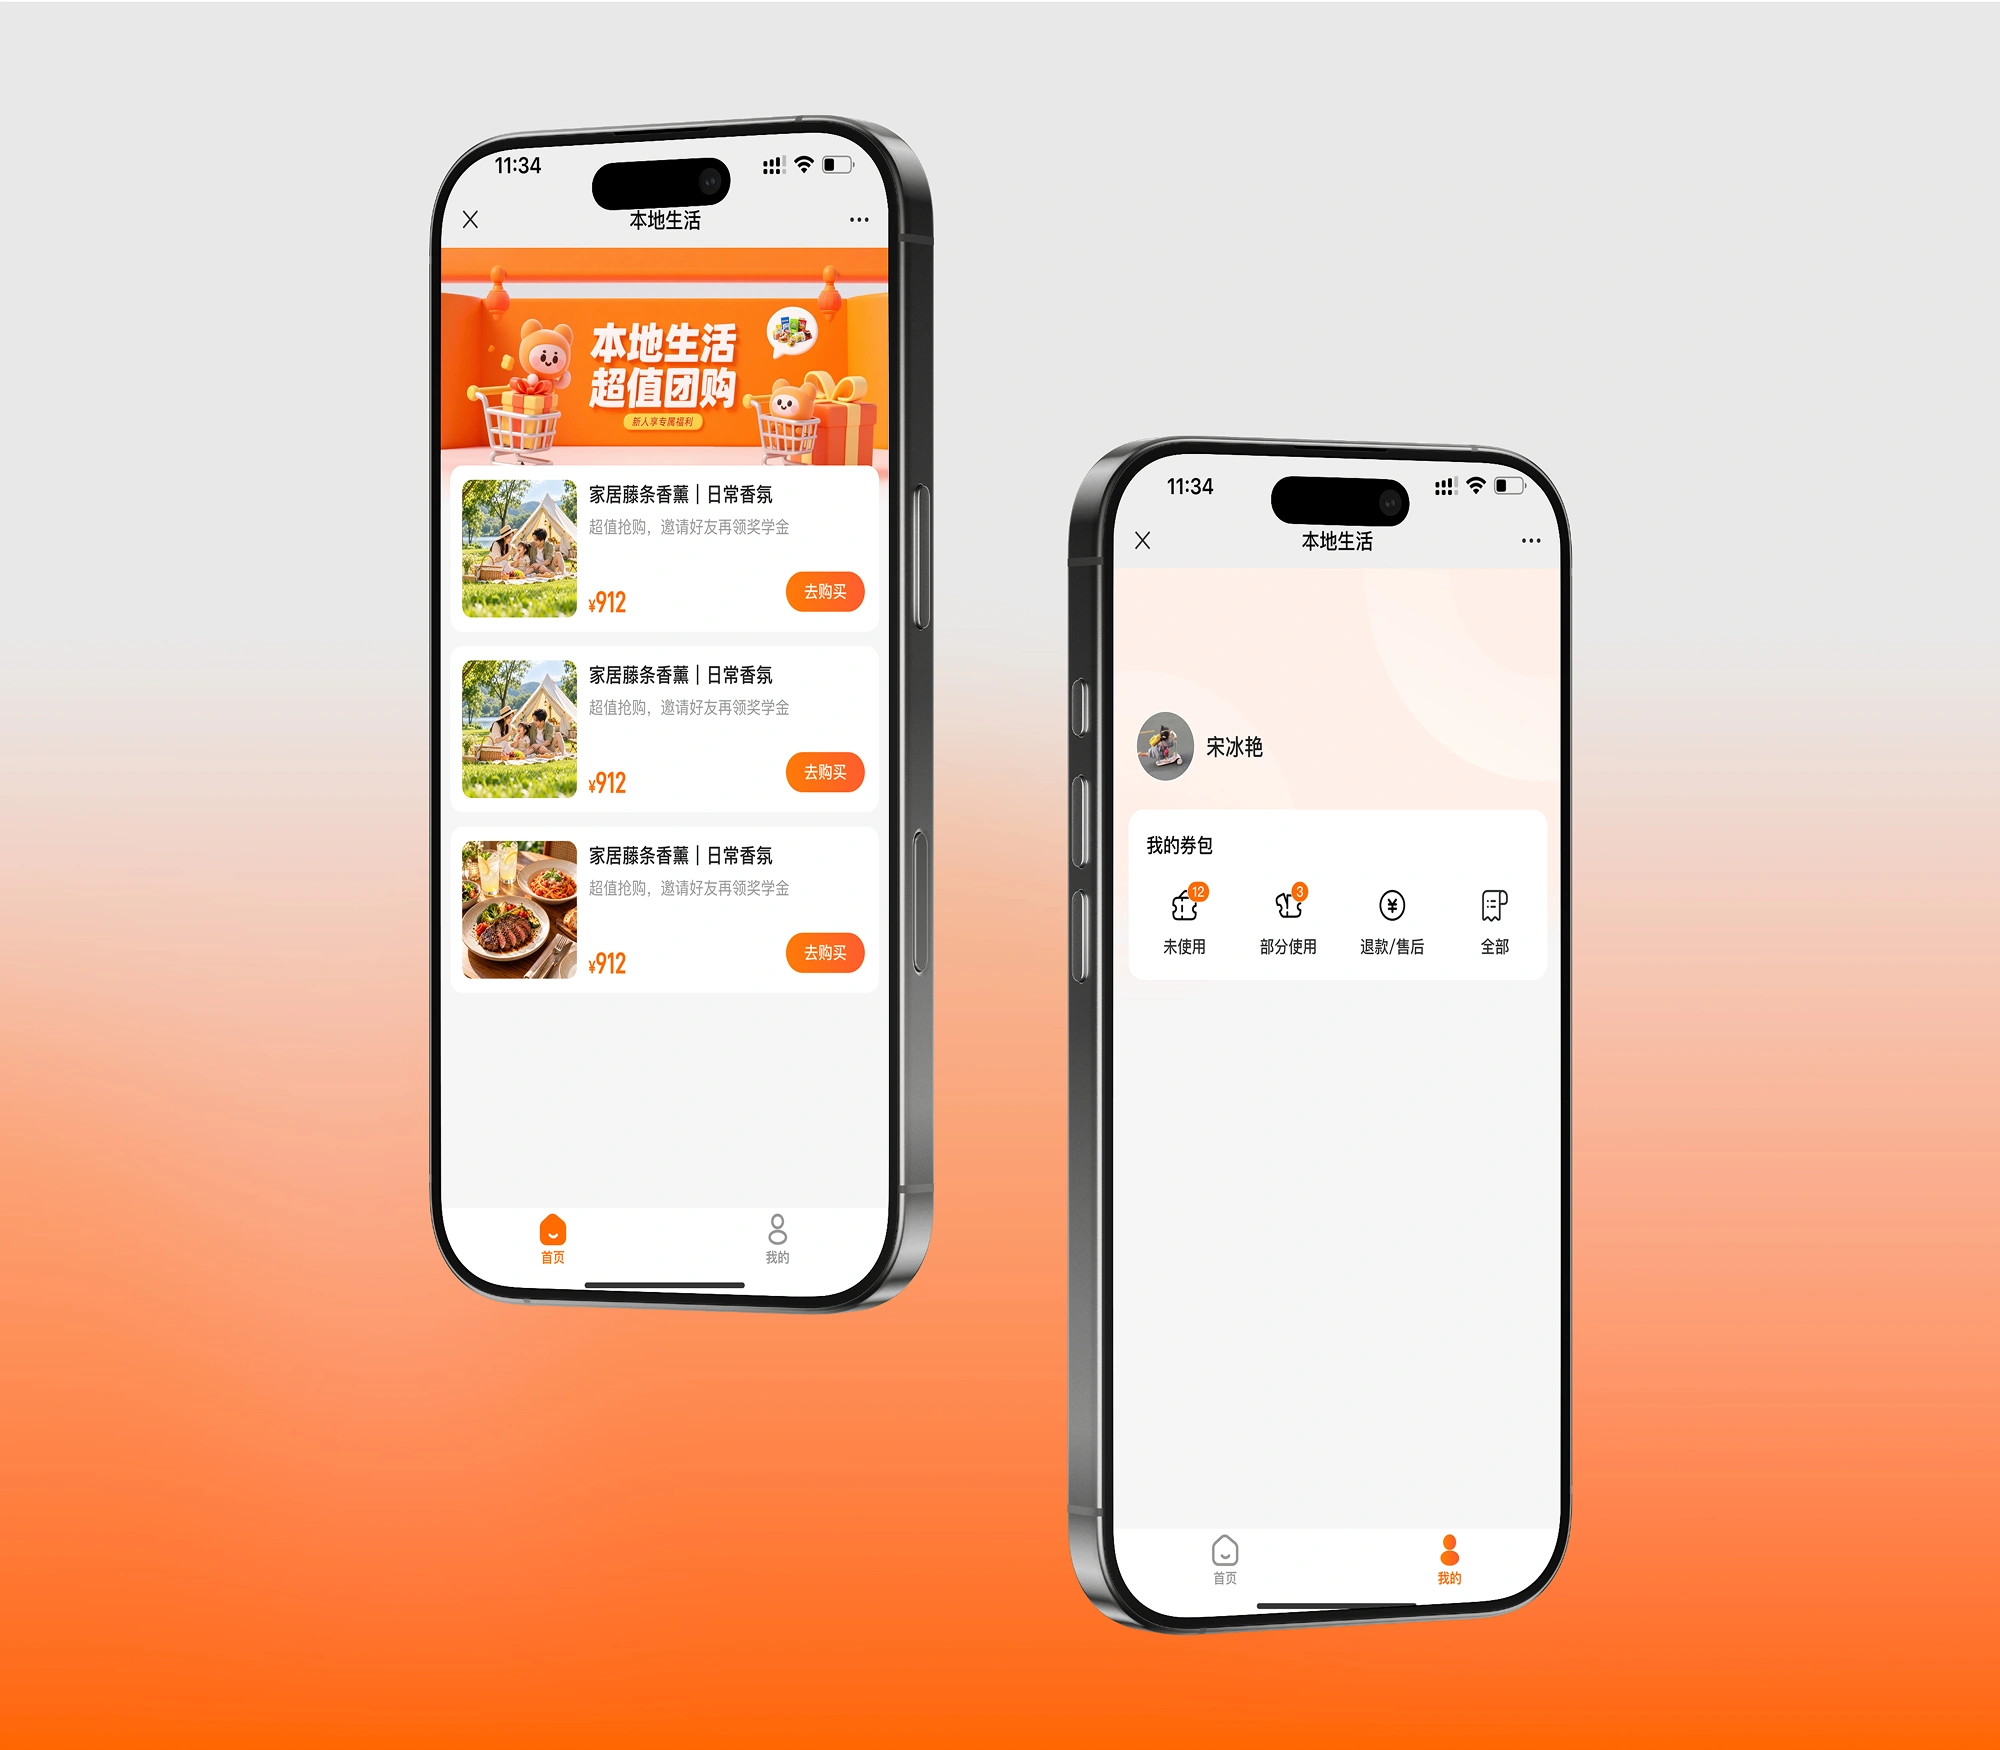 11:34
本地生活
本地生活
超值团购
新人享专属福利
家居藤条香薰｜日常香氛
超值抢购，邀请好友再领奖学金
¥912
去购买
家居藤条香薰｜日常香氛
超值抢购，邀请好友再领奖学金
¥912
去购买
家居藤条香薰｜日常香氛
超值抢购，邀请好友再领奖学金
¥912
去购买
首页
我的
11:34
本地生活
宋冰艳
我的券包
12
3
未使用
部分使用
退款/售后
全部
首页
我的